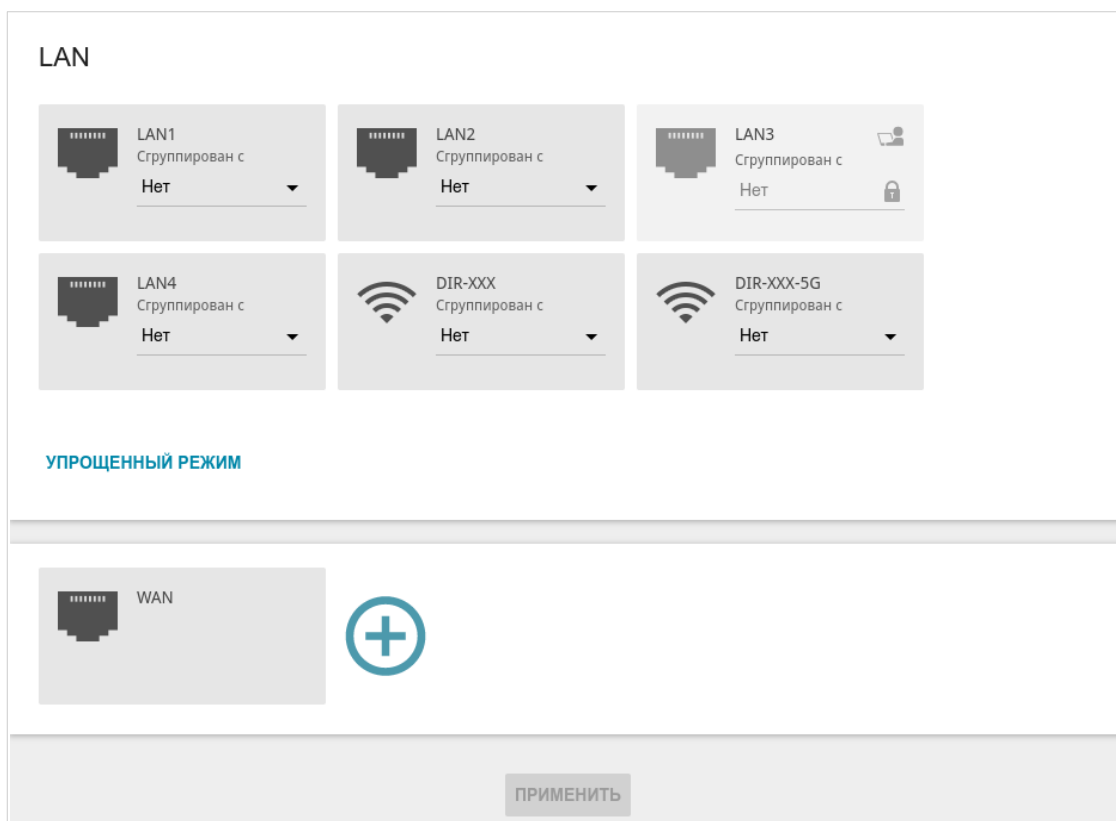 LAN
LAN1
Сгруппирован с
Нет
LAN2
Сгруппирован с
Нет
LAN3
Сгруппирован с
Нет
LAN4
Сгруппирован с
Нет
DIR-XXX
Сгруппирован с
Нет
DIR-XXX-5G
Сгруппирован с
Нет
УПРОЩЕННЫЙ РЕЖИМ
WAN
ПРИМЕНИТЬ